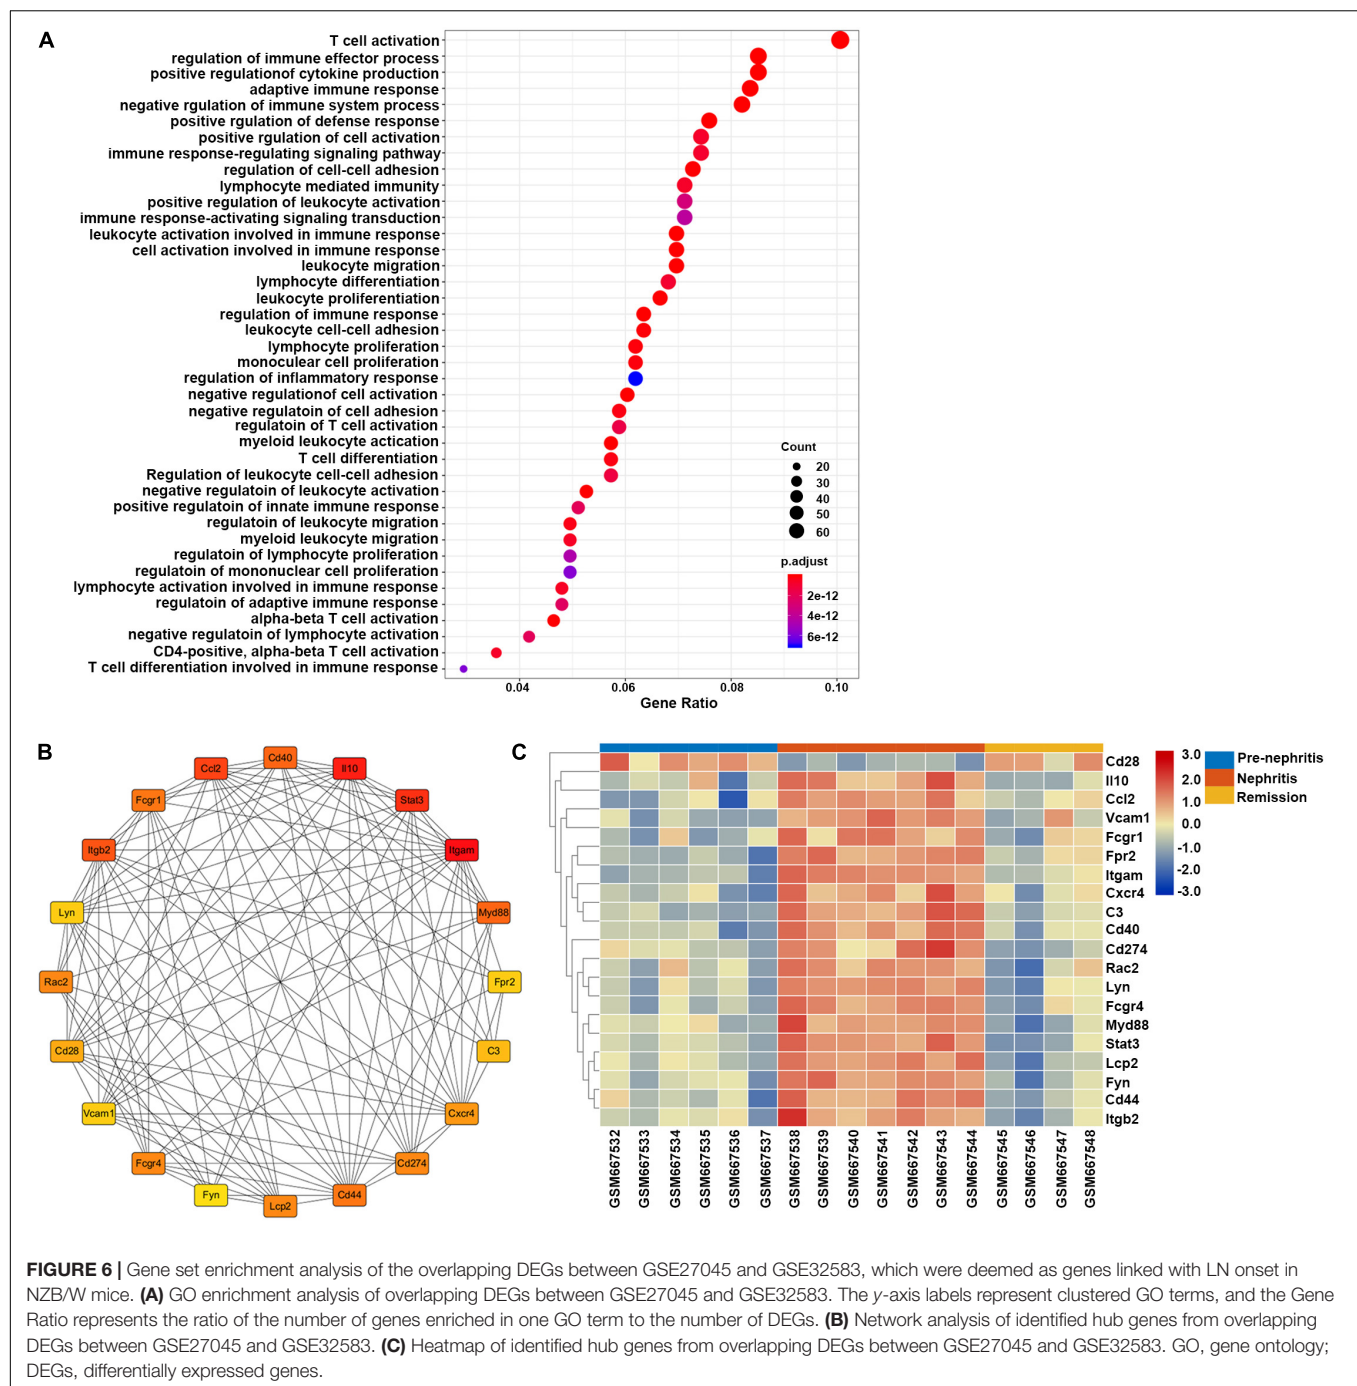 A
T cell activation
regulation of immune effector process
positive regulationof cytokine production
adaptive immune response
negative rgulation of immune system process
positive rgulation of defense response
positive rgulation of cell activation
immune response-regulating signaling pathway
regulation of cell-cell adhesion
lymphocyte mediated immunity
positive regulation of leukocyte activation
immune response-activating signaling transduction
leukocyte activation involved in immune response
cell activation involved in immune response
leukocyte migration
lymphocyte differentiation
leukocyte proliferentiation
regulation of immune response
leukocyte cell-cell adhesion
lymphocyte proliferation
monoculear cell proliferation
regulation of inflammatory response
negative regulationof cell activation
negative regulatoin of cell adhesion
regulatoin of T cell activation
myeloid leukocyte actication
T cell differentiation
Regulation of leukocyte cell-cell adhesion
negative regulatoin of leukocyte activation
positive regulatoin of innate immune response
regulatoin of leukocyte migration
myeloid leukocyte migration
regulatoin of lymphocyte proliferation
regulatoin of mononuclear cell proliferation
lymphocyte activation involved in immune response
regulatoin of adaptive immune response
alpha-beta T cell activation
negative regulatoin of lymphocyte activation
CD4-positive, alpha-beta T cell activation
T cell differentiation involved in immune response
0.04 0.06 0.08 0.10
Gene Ratio
Count
20
30
40
50
60
p.adjust
2e-12
4e-12
6e-12
B
Cd40
Il10
Stat3
Itgam
Myd88
Fpr2
C3
Cxcr4
Cd274
Cd44
Lcp2
Fyn
Fcgr4
Vcam1
Cd28
Rac2
Lyn
Itgb2
Fcgr1
Ccl2
C
Cd28
Il10
Ccl2
Vcam1
Fcgr1
Fpr2
Itgam
Cxcr4
C3
Cd40
Cd274
Rac2
Lyn
Fcgr4
Myd88
Stat3
Lcp2
Fyn
Cd44
Itgb2
GSM667532
GSM667533
GSM667534
GSM667535
GSM667536
GSM667537
GSM667538
GSM667539
GSM667540
GSM667541
GSM667542
GSM667543
GSM667544
GSM667545
GSM667546
GSM667547
GSM667548
3.0
2.0
1.0
0.0
-1.0
-2.0
-3.0
Pre-nephritis
Nephritis
Remission
FIGURE 6 | Gene set enrichment analysis of the overlapping DEGs between GSE27045 and GSE32583, which were deemed as genes linked with LN onset in
NZB/W mice. (A) GO enrichment analysis of overlapping DEGs between GSE27045 and GSE32583. The y-axis labels represent clustered GO terms, and the Gene
Ratio represents the ratio of the number of genes enriched in one GO term to the number of DEGs. (B) Network analysis of identified hub genes from overlapping
DEGs between GSE27045 and GSE32583. (C) Heatmap of identified hub genes from overlapping DEGs between GSE27045 and GSE32583. GO, gene ontology;
DEGs, differentially expressed genes.